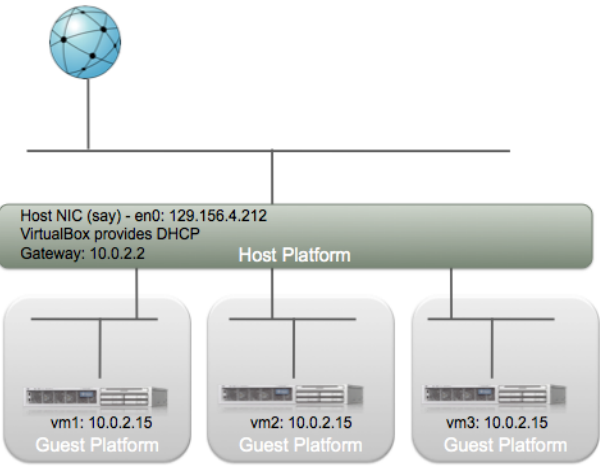 Host NIC (say) - en0: 129.156.4.212
VirtualBox provides DHCP
Gateway: 10.0.2.2
Host Platform
vm1: 10.0.2.15
Guest Platform
vm2: 10.0.2.15
Guest Platform
vm3: 10.0.2.15
Guest Platform